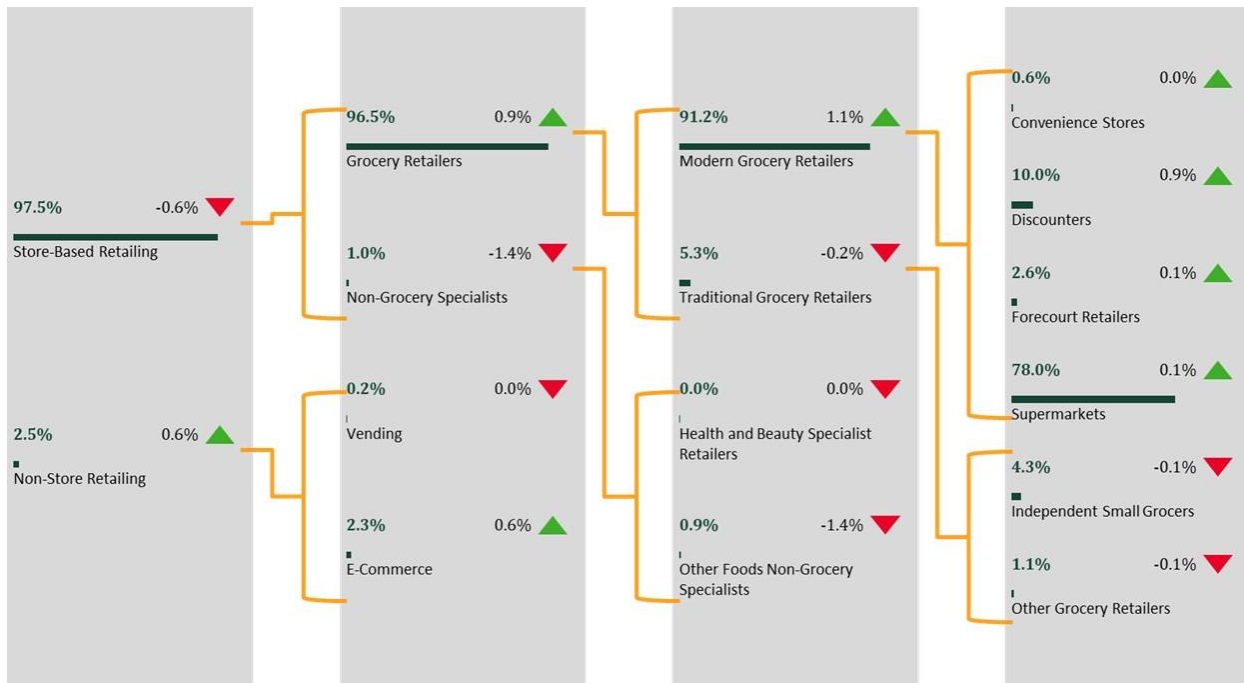 97.5% -0.6%
Store-Based Retailing
2.5% 0.6%
Non-Store Retailing
96.5% 0.9%
Grocery Retailers
1.0% -1.4%
Non-Grocery Specialists
0.2% 0.0%
Vending
2.3% 0.6%
E-Commerce
91.2% 1.1%
Modern Grocery Retailers
5.3% -0.2%
Traditional Grocery Retailers
0.0% 0.0%
Health and Beauty Specialist
Retailers
0.9% -1.4%
Other Foods Non-Grocery
Specialists
0.6% 0.0%
Convenience Stores
10.0% 0.9%
Discounters
2.6% 0.1%
Forecourt Retailers
78.0% 0.1%
Supermarkets
4.3% -0.1%
Independent Small Grocers
1.1% -0.1%
Other Grocery Retailers